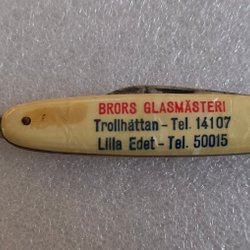 BRORS GLASMÄSTERI
Trollhättan - Tel. 14107
Lilla Edet - Tel. 50015